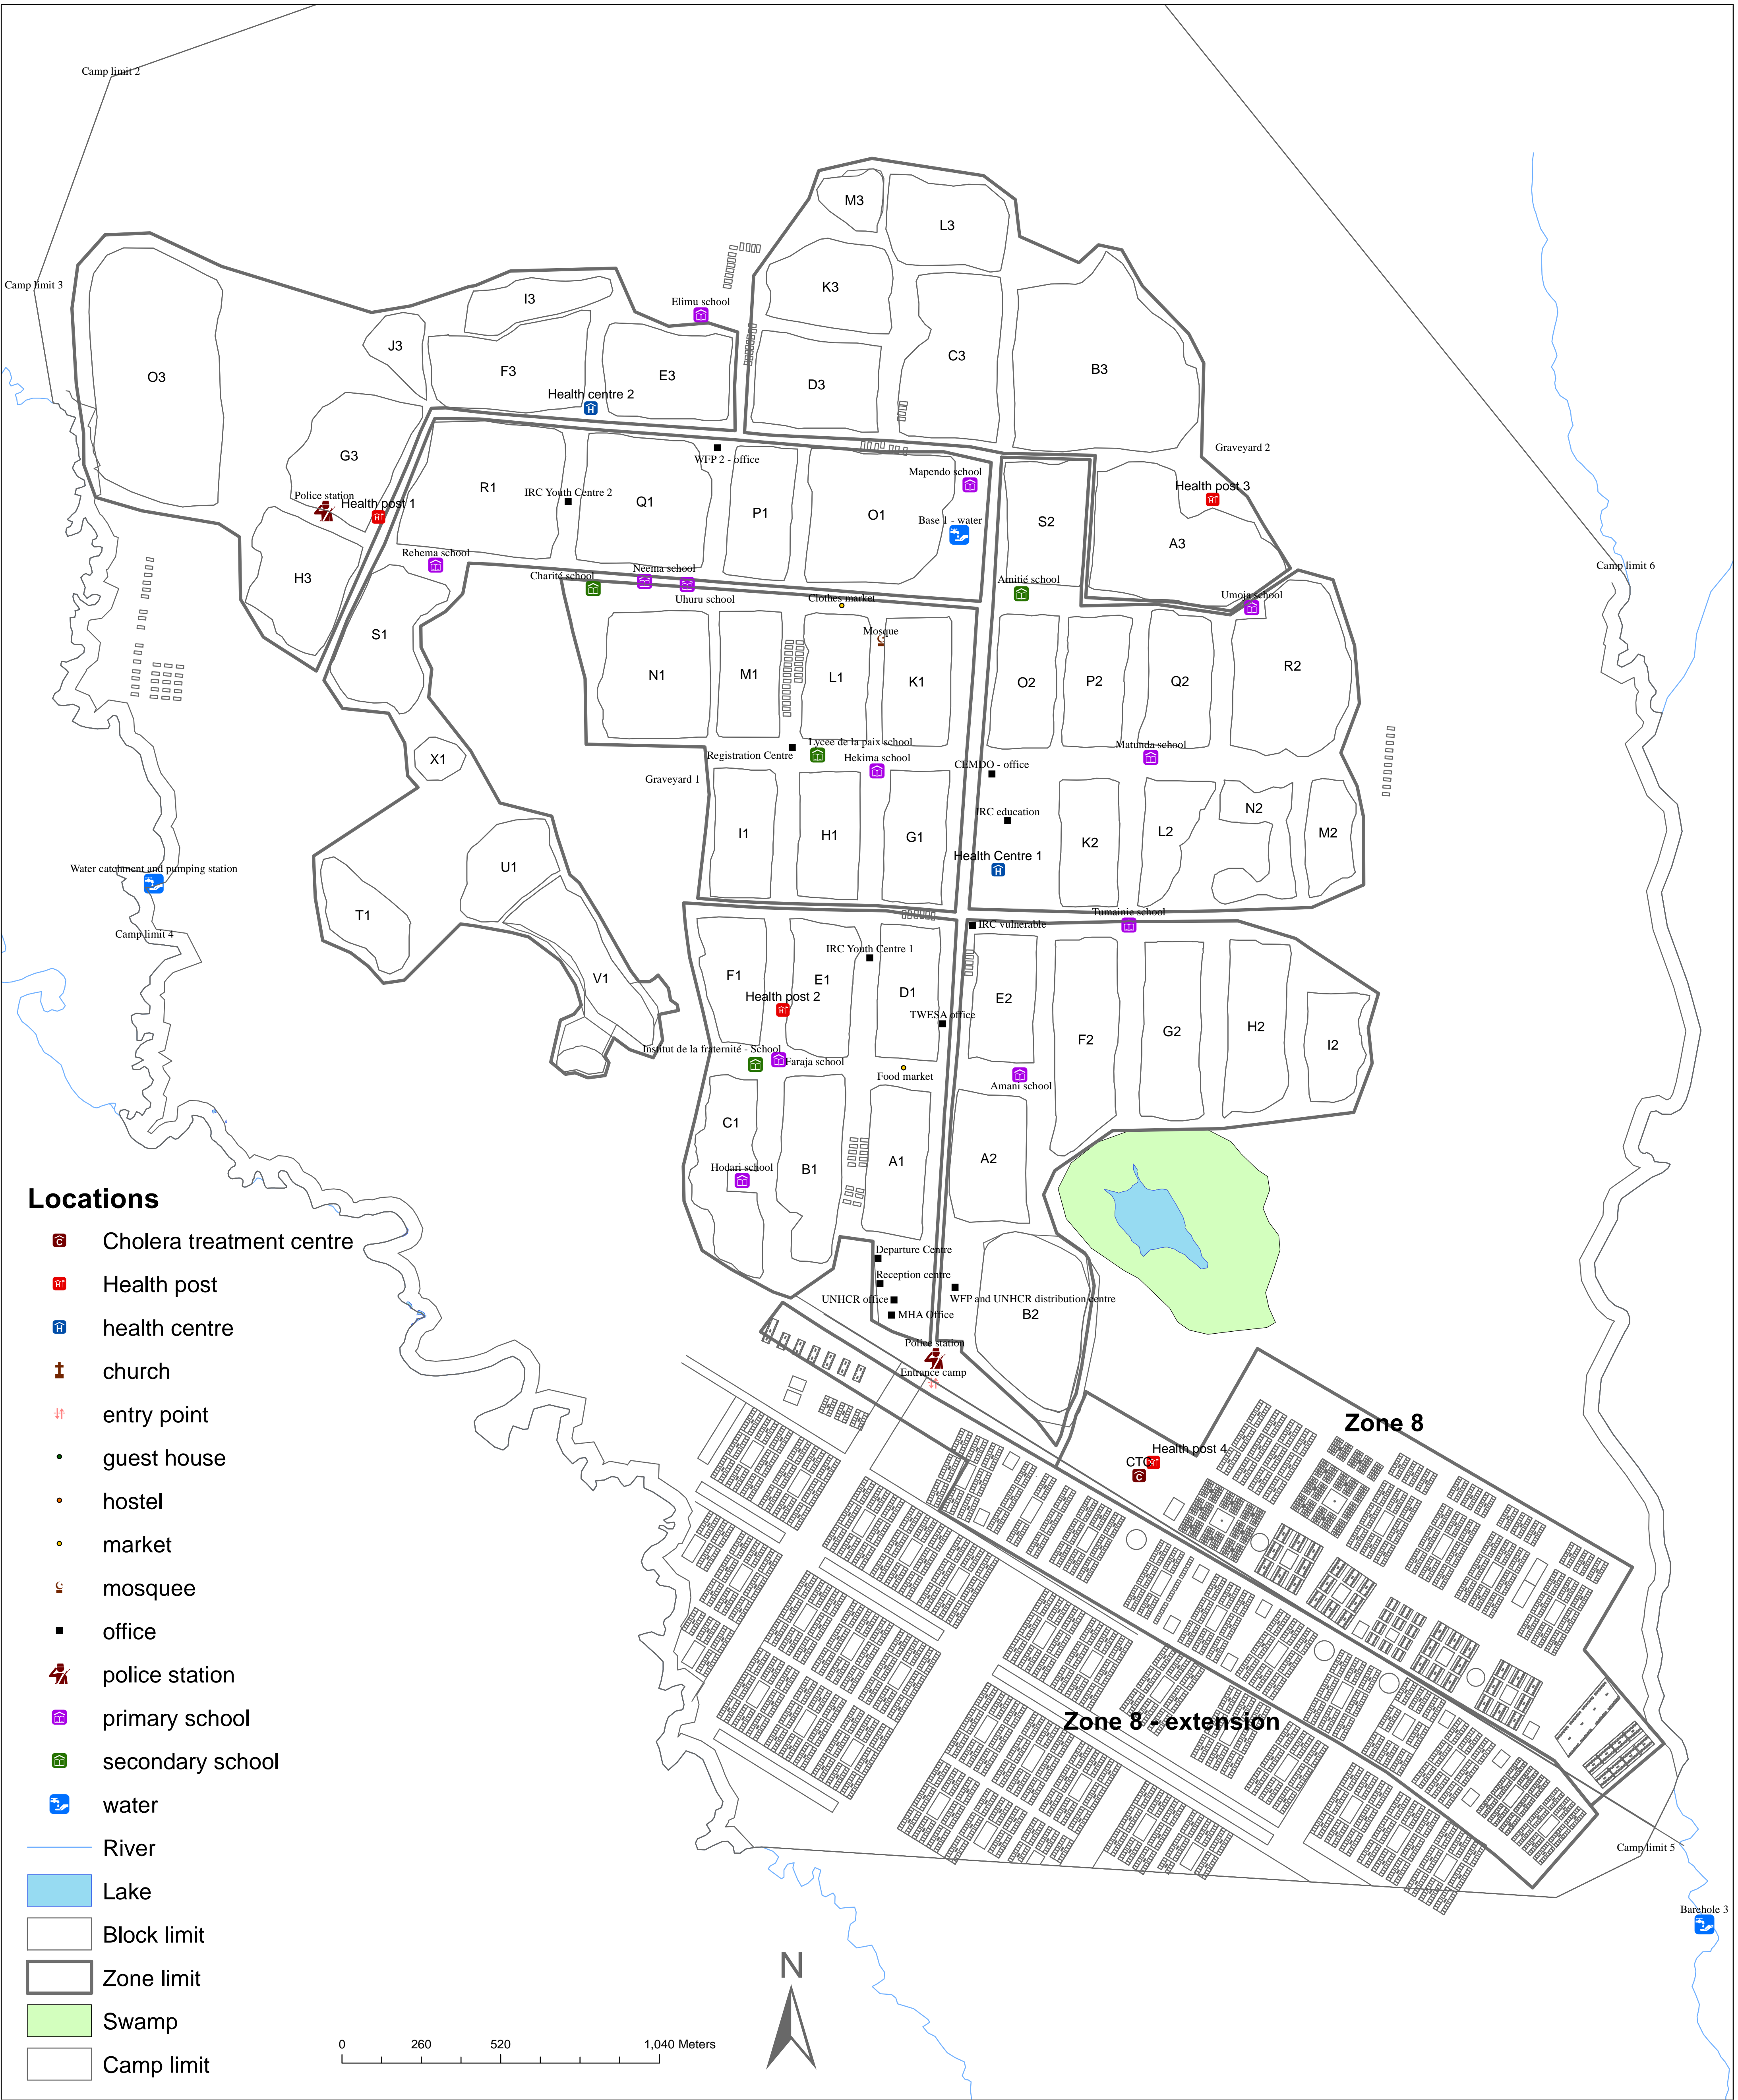 Camp limit 2
M3
L3
Camp limit 3
K3
I3
Elimu school
J3
C3
B3
F3
E3
O3
D3
Health centre 2
Graveyard 2
G3
WFP 2 - office
Mapendo school
R1
Health post 3
IRC Youth Centre 2
Police station
Q1
Health post 1
P1
O1
Base 1 - water
S2
A3
Rehema school
Camp limit 6
Neema school
Charité school
H3
Amitié school
Umoja school
Uhuru school
Clothes market
S1
Mosque
R2
N1
M1
L1
K1
O2
P2
Q2
Lycee de la paix school
Matunda school
Registration Centre
Hekima school
X1
CEMDO - office
Graveyard 1
N2
IRC education
I1
H1
G1
K2
L2
M2
Health Centre 1
U1
Water catchment and pumping station
T1
Tumainie school
IRC vulnerable
Camp limit 4
IRC Youth Centre 1
F1
E1
V1
D1
E2
Health post 2
TWESA office
F2
G2
H2
I2
Institut de la fraternité - School
Faraja school
Food market
Amani school
C1
Hodari school
B1
A1
A2
Departure Centre
Reception centre
UNHCR office
WFP and UNHCR distribution centre
MHA Office
B2
Police station
Entrance camp
Zone 8
Health post 4
CTC
Zone 8 - extension
Camp limit 5
Barehole 3
Locations
Cholera treatment centre
Health post
health centre
church
entry point
guest house
hostel
market
mosquee
office
police station
primary school
secondary school
water
River
Lake
Block limit
Zone limit
Swamp
Camp limit
0 260 520 1,040 Meters
N